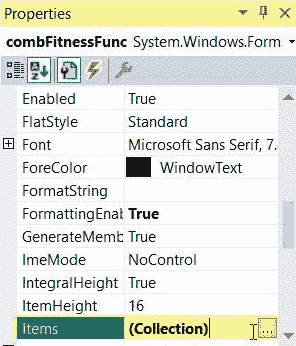 Properties
combFitnessFunc System.Windows.Form
Enabled True
FlatStyle Standard
Font Microsoft Sans Serif, 7.
ForeColor WindowText
FormatString
FormattingEnab True
GenerateMemb True
ImeMode NoControl
IntegralHeight True
ItemHeight 16
Items (Collection) ...